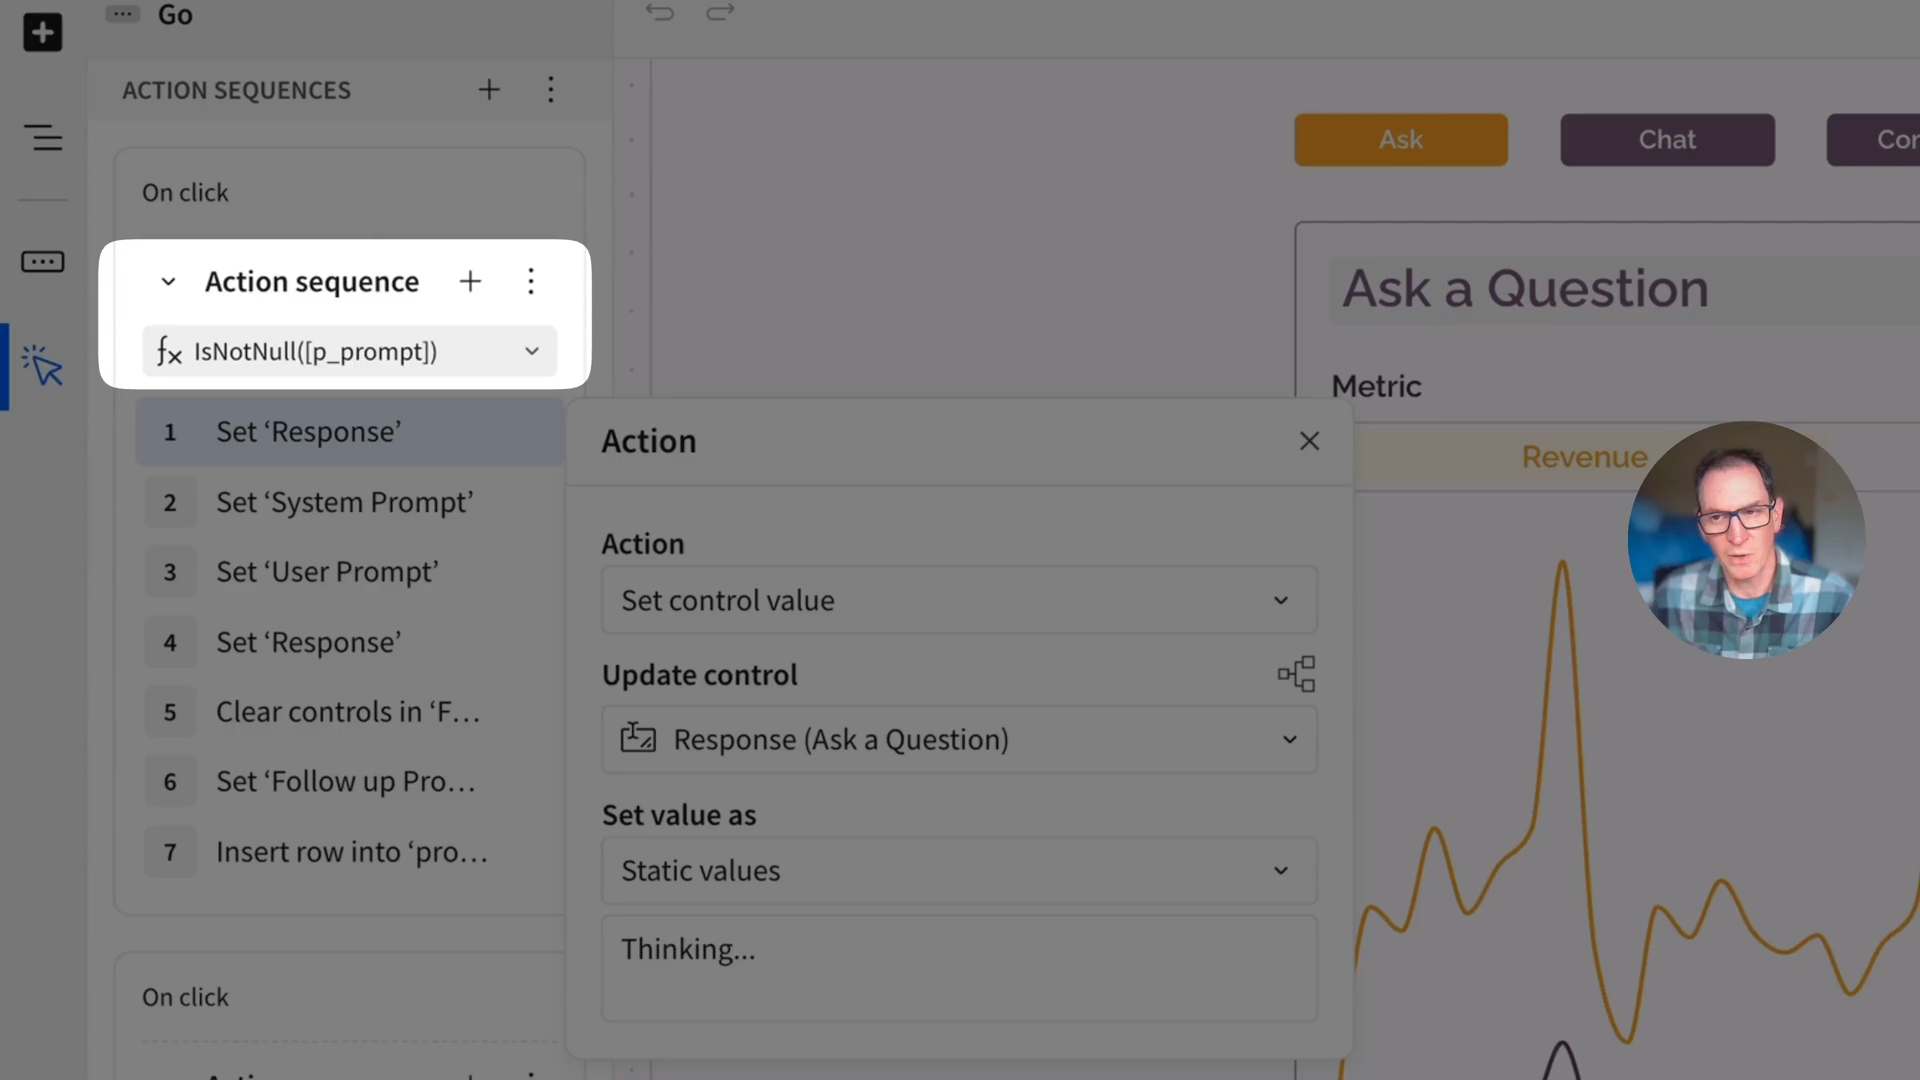 Go
ACTION SEQUENCES
On click
Action sequence
fx IsNotNull([p_prompt])
1 Set ‘Response’
2 Set ‘System Prompt’
3 Set ‘User Prompt’
4 Set ‘Response’
5 Clear controls in ‘F...
6 Set ‘Follow up Pro...
7 Insert row into ‘pro...
On click
Action
Action
Set control value
Update control
Response (Ask a Question)
Set value as
Static values
Thinking...
Ask
Chat
Ask a Question
Metric
Revenue